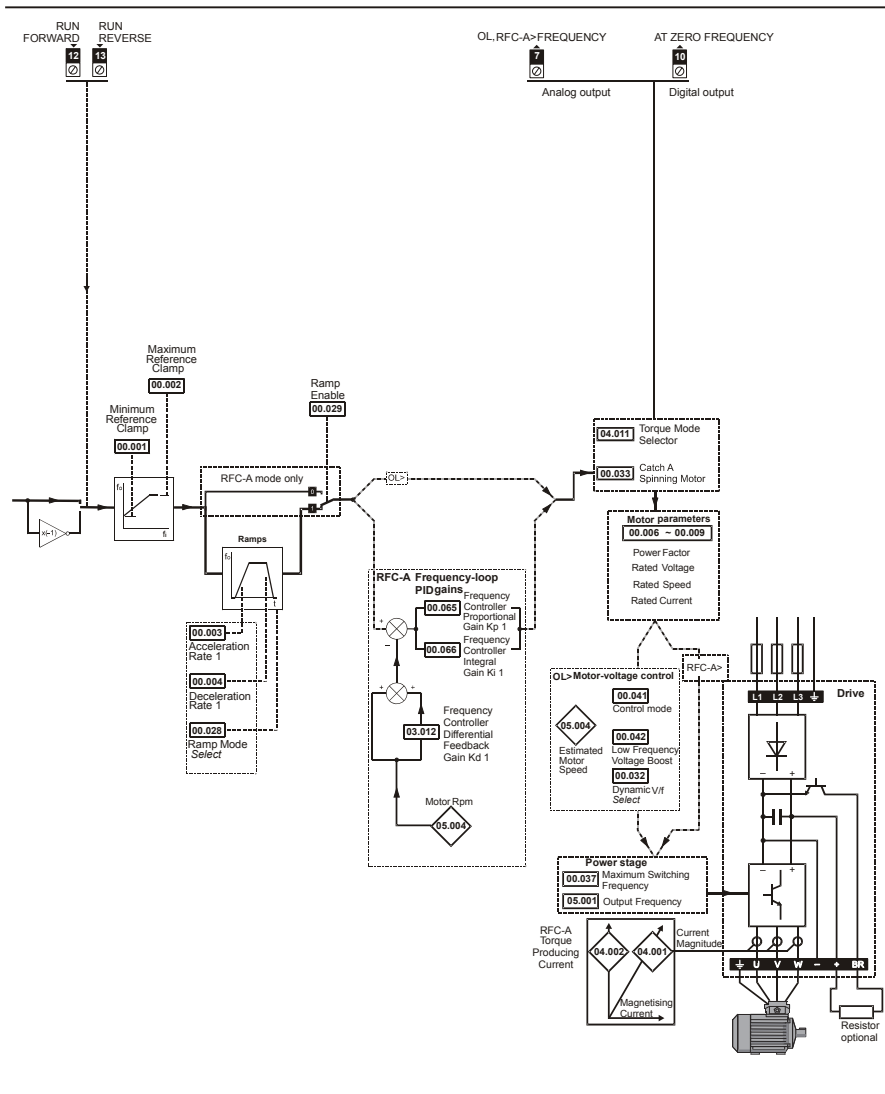 RUN FORWARD
RUN REVERSE
12
13
OL,RFC-A>FREQUENCY
AT ZERO FREQUENCY
7
10
Analog output
Digital output
Maximum
Reference
Clamp
00.002
Minimum
Reference
Clamp
00.001
Ramp
Enable
00.029
04.011
Torque Mode
Selector
00.033
Catch A
Spinning Motor
RFC-A mode only
0
1
OL>
x(-1)
Ramps
t
Motor parameters
00.006 ~ 00.009
Power Factor
Rated Voltage
Rated Speed
Rated Current
RFC-A Frequency-loop
PIDgains
00.065
Frequency
Controller
Proportional
Gain Kp 1
00.066
Frequency
Controller
Integral
Gain Ki 1
+
–
+
+
03.012
Frequency
Controller
Differential
Feedback
Gain Kd 1
Motor Rpm
05.004
00.003
Acceleration
Rate 1
00.004
Deceleration
Rate 1
00.028
Ramp Mode
Select
RFC-A>
OL>Motor-voltage control
00.041
Control mode
05.004
Estimated
Motor
Speed
00.042
Low Frequency
Voltage Boost
00.032
Dynamic V/f
Select
L1 L2 L3
Drive
– +
– +
Power stage
00.037
Maximum Switching
Frequency
05.001
Output Frequency
RFC-A
Torque
Producing
Current
04.002
04.001
Current
Magnitude
Magnetising
Current
U V W – + BR
Resistor
optional